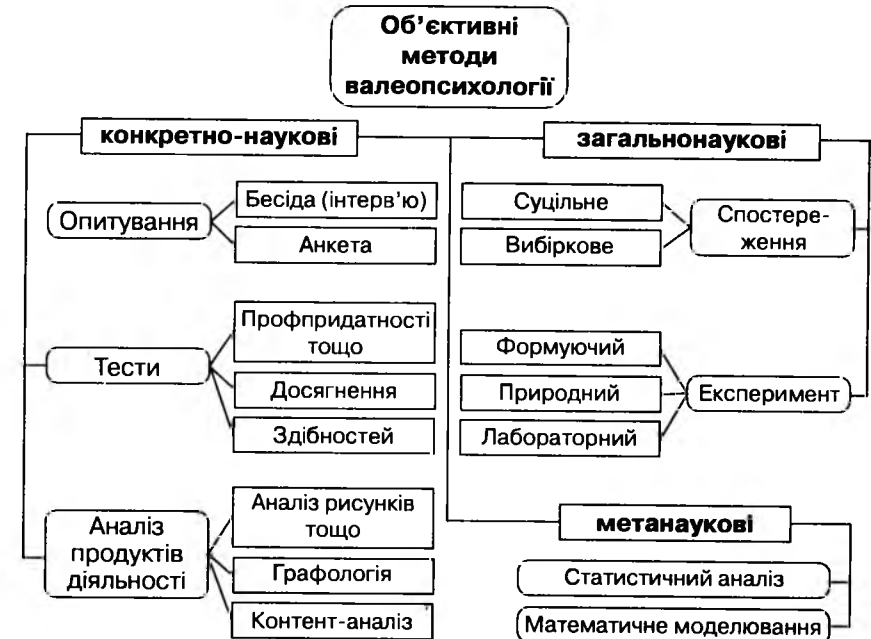 Об’єктивні
методи
валеопсихології
конкретно-наукові
загальнонаукові
Опитування
Бесіда (інтерв’ю)
Анкета
Суцільне
Вибіркове
Спостере-
ження
Тести
Профпридатності
тощо
Досягнення
Здібностей
Формуючий
Природний
Лабораторний
Експеримент
Аналіз
продуктів
діяльності
Аналіз рисунків
тощо
Графологія
Контент-аналіз
метанаукові
Статистичний аналіз
Математичне моделювання